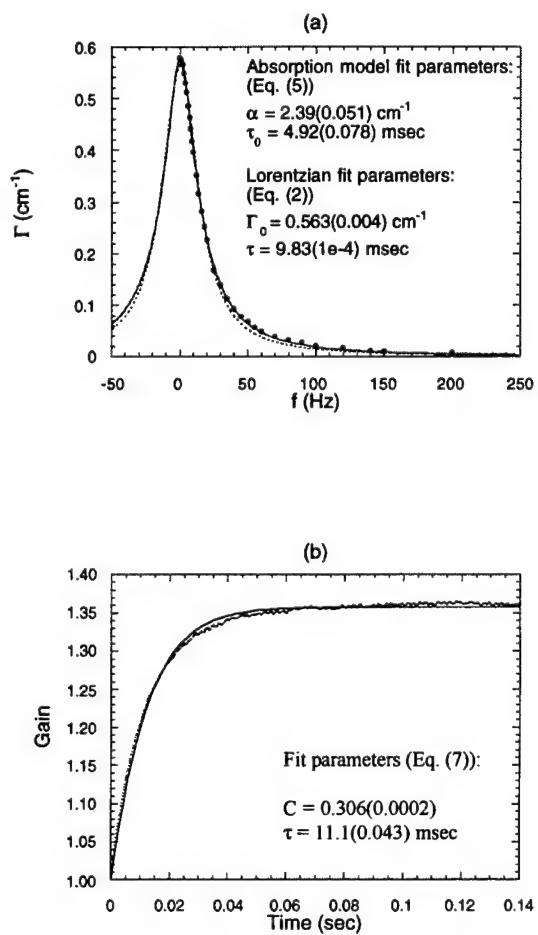 (a)
Absorption model fit parameters:
(Eq. (5))
α = 2.39(0.051) cm⁻¹
τ₀ = 4.92(0.078) msec
Lorentzian fit parameters:
(Eq. (2))
Γ₀ = 0.563(0.004) cm⁻¹
τ = 9.83(1e-4) msec
Γ (cm⁻¹)
0.6
0.5
0.4
0.3
0.2
0.1
0
-50 0 50 100 150 200 250
f (Hz)
(b)
Gain
1.40
1.35
1.30
1.25
1.20
1.15
1.10
1.05
1.00
Fit parameters (Eq. (7)):
C = 0.306(0.0002)
τ = 11.1(0.043) msec
0 0.02 0.04 0.06 0.08 0.1 0.12 0.14
Time (sec)